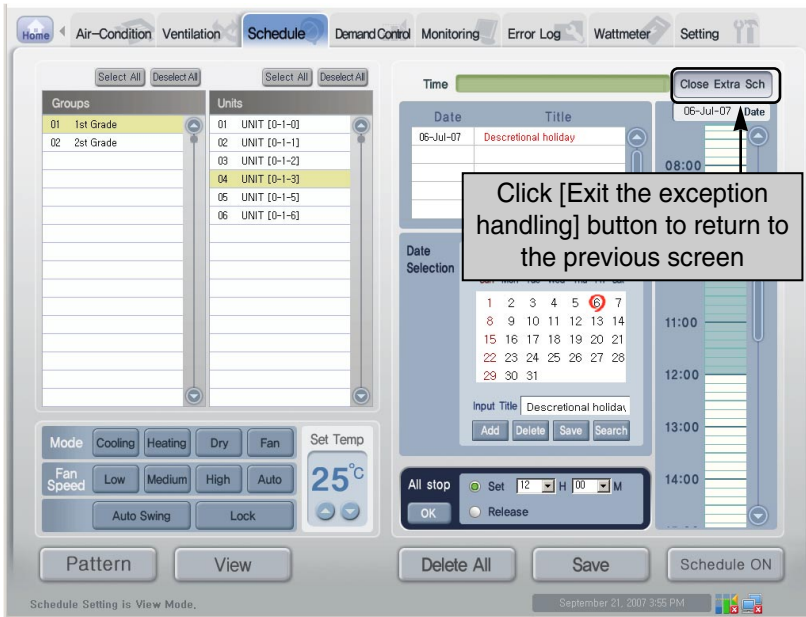 Home Air-Condition Ventilation Schedule Demand Control Monitoring Error Log Wattmeter Setting
Select All Deselect All Select All Deselect All
Groups Units
01 1st Grade
02 2st Grade
01 UNIT [0-1-0]
02 UNIT [0-1-1]
03 UNIT [0-1-2]
04 UNIT [0-1-3]
05 UNIT [0-1-5]
06 UNIT [0-1-6]
Mode Cooling Heating Dry Fan
Fan Speed Low Medium High Auto
Auto Swing Lock
Set Temp
25°C
Time
Close Extra Sch
Date Title
06-Jul-07 Descretional holiday
06-Jul-07 Date
Click [Exit the exception
handling] button to return to
the previous screen
Date
Selection
1 2 3 4 5 6 7
8 9 10 11 12 13 14
15 16 17 18 19 20 21
22 23 24 25 26 27 28
29 30 31
Input Title Descretional holiday
Add Delete Save Search
All stop Set 12 H 00 M
OK Release
08:00
11:00
12:00
13:00
14:00
Pattern View Delete All Save Schedule ON
Schedule Setting is View Mode.
September 21, 2007 3:55 PM